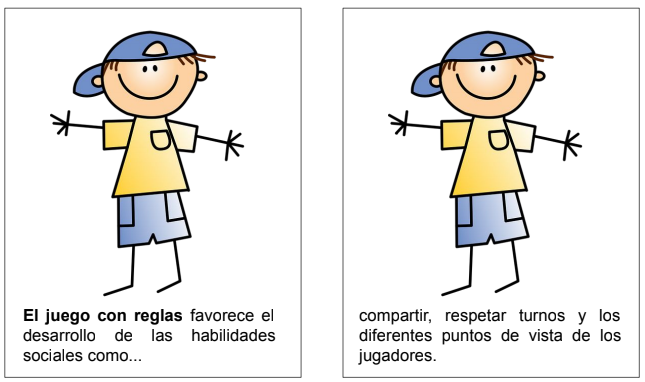 El juego con reglas favorece el
desarrollo de las habilidades
sociales como...
compartir, respetar turnos y los
diferentes puntos de vista de los
jugadores.